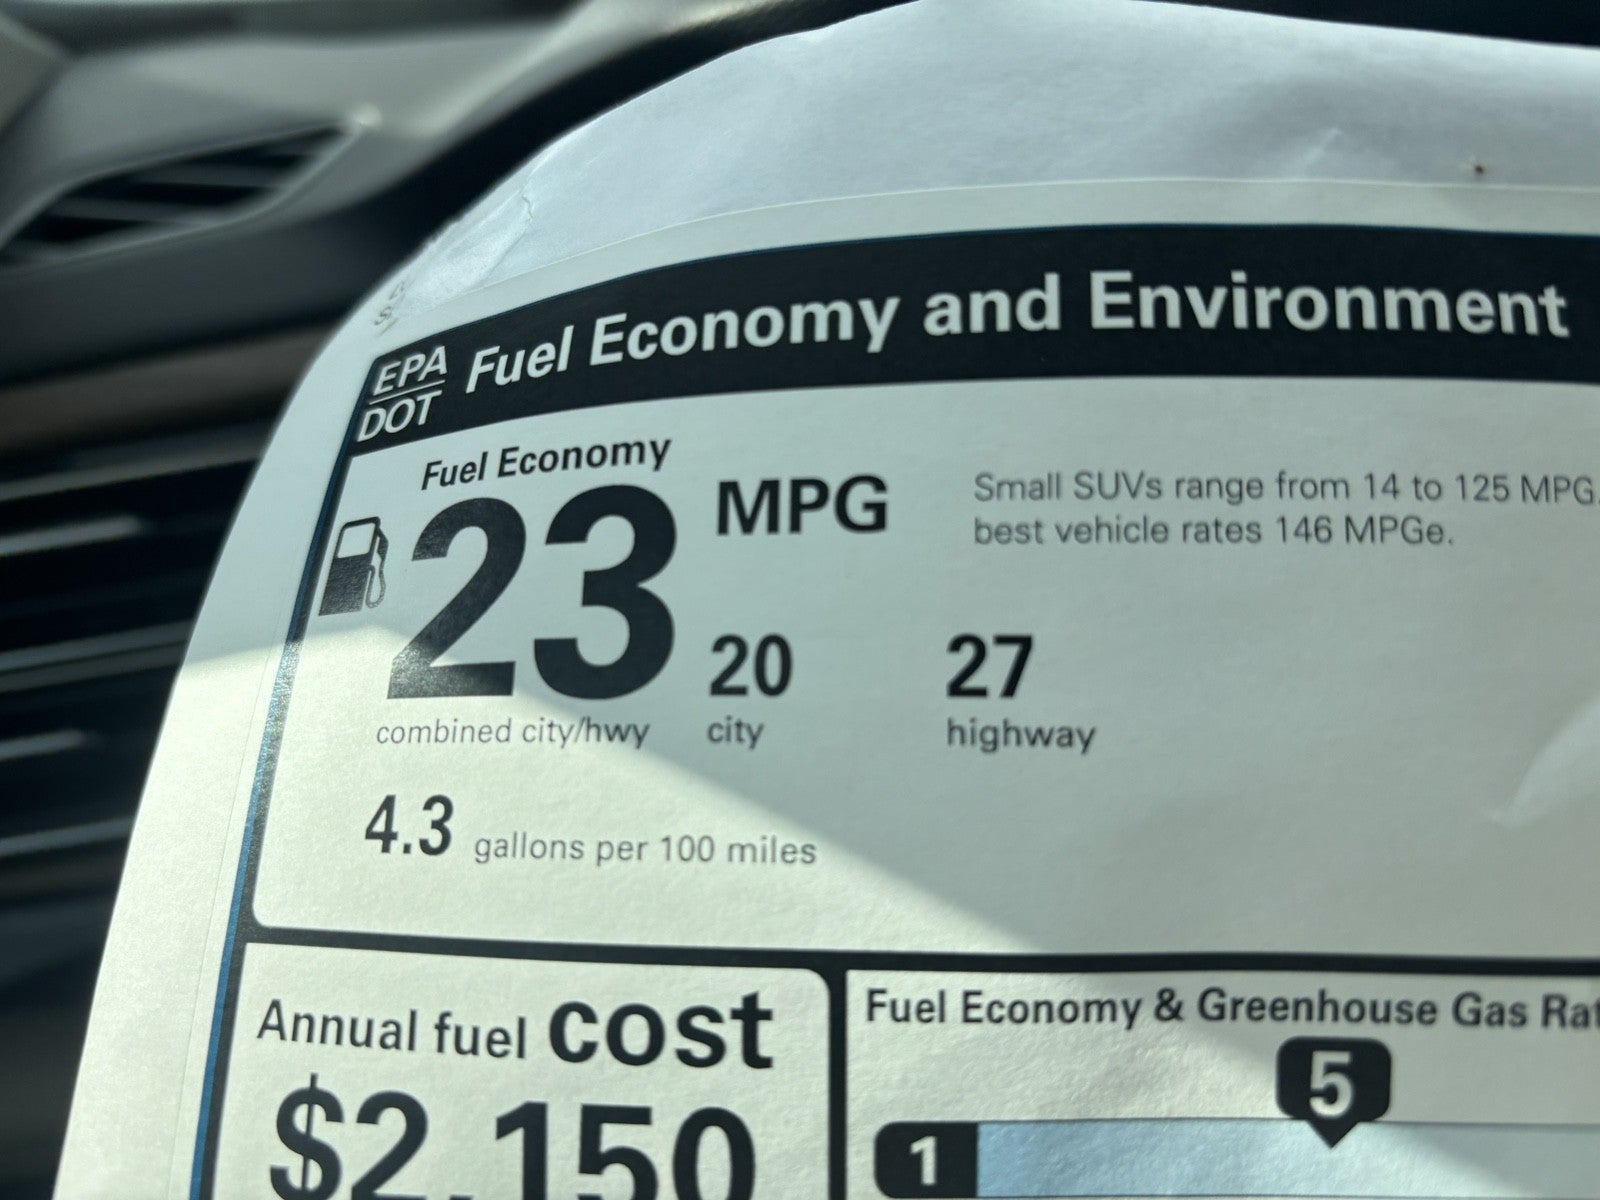 EPA
DOT
Fuel Economy and Environment
Fuel Economy
23 MPG
Small SUVs range from 14 to 125 MPG.
best vehicle rates 146 MPGe.
20
27
combined city/hwy
city
highway
4.3 gallons per 100 miles
Annual fuel cost
$2,150
Fuel Economy & Greenhouse Gas
5
1